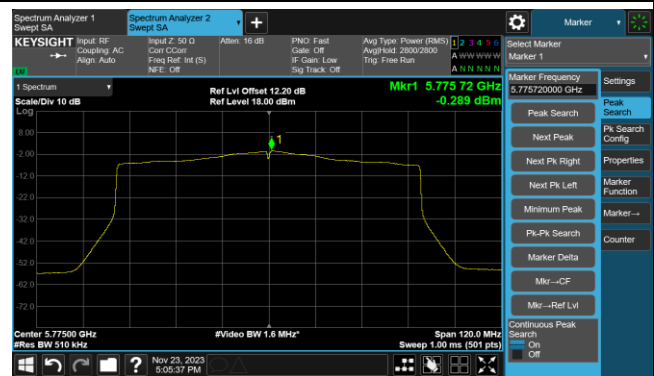 Spectrum Analyzer 1
Swept SA
Spectrum Analyzer 2
Swept SA
Marker
KEYSIGHT
Input: RF
Coupling: AC
Align: Auto
Input Z: 50 Ω
Corr CCorr
Freq Ref: Int (S)
NFE: Off
Atten: 16 dB
PNO: Fast
Gate: Off
IF Gain: Low
Sig Track: Off
Avg Type: Power (RMS)
Avg|Hold: 2800/2800
Trig: Free Run
1 2 3 4 5 6
A W W W W W
A N N N N N
LXI
1 Spectrum
Scale/Div 10 dB
Log
Ref Lvl Offset 12.20 dB
Ref Level 18.00 dBm
Mkr1 5.775 72 GHz
-0.289 dBm
1
8.00
-2.00
-12.0
-22.0
-32.0
-42.0
-52.0
-62.0
-72.0
Center 5.77500 GHz
#Res BW 510 kHz
#Video BW 1.6 MHz*
Span 120.0 MHz
Sweep 1.00 ms (501 pts)
Nov 23, 2023
5:05:37 PM
Select Marker
Marker 1
Marker Frequency
5.775720000 GHz
Peak Search
Next Peak
Next Pk Right
Next Pk Left
Minimum Peak
Pk-Pk Search
Marker Delta
Mkr→CF
Mkr→Ref Lvl
Continuous Peak
Search
On
Off
Settings
Peak
Search
Pk Search
Config
Properties
Marker
Function
Marker→
Counter